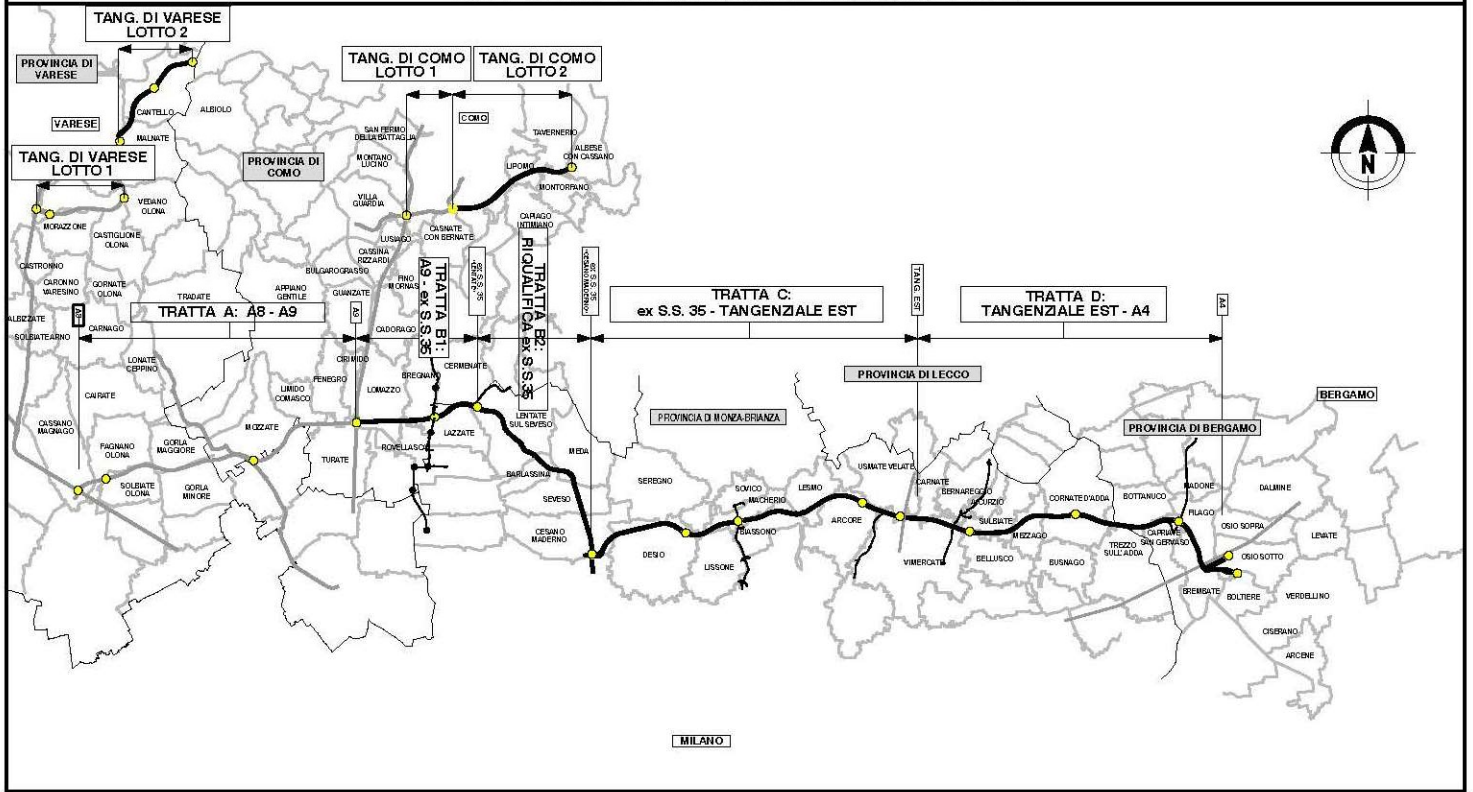 TANG. DI VARESE
LOTTO 2
PROVINCIA DI
VARESE
CANTELLO
ALBIOLO
VARESE
MALNATE
TANG. DI VARESE
LOTTO 1
VEDANO
OLONA
MORAZZONE
CASTIGLIONE
OLONA
PROVINCIA DI
COMO
TANG. DI COMO
LOTTO 1
TANG. DI COMO
LOTTO 2
COMO
SAN FERMO
DELLA BATTAGLIA
MONTANO
LUCINO
VILLA
GUARDIA
TAVERNERIO
ALBESE
CON CASSANO
LIPOMO
MONTORFANO
CAPIAGO
INTIMIANO
CASNATE
CON BERNATE
LUSIAGO
CASSINA
RIZZARDI
BULGAROGRASSO
FINO
MORNAS
GUANZATE
APPIANO
GENTILE
CADORAGO
N
CASTRONNO
CARONNO
VARESINO
GORNATE
OLONA
TRADATE
ALBIZZATE
SOLBIATE ARNO
CARNAGO
TRATTA A: A8 - A9
A9
TRATTA B1:
A9 - ex S.S.35
ex S.S. 35
TRATTA B2:
RIQUALIFICA ex S.S.35
ex S.S. 35
TRATTA C:
ex S.S. 35 - TANGENZIALE EST
TANG. EST
TRATTA D:
TANGENZIALE EST - A4
A4
CIRIMIDO
FENEGRO
LOMAZZO
BREGNANO
CERMENATE
LONATE
CEPPINO
LIMIDO
COMASCO
CAIRATE
CASSANO
MAGNAGO
FAGNANO
OLONA
GORLA
MAGGIORE
MOZZATE
SOLBIATE
OLONA
GORLA
MINORE
TURATE
ROVELLASCA
LAZZATE
LENTATE
SUL SEVESO
BARLASSINA
MEDA
SEVESO
CESANO
MADERNO
PROVINCIA DI MONZA-BRIANZA
PROVINCIA DI LECCO
PROVINCIA DI BERGAMO
BERGAMO
SEREGNO
DESIO
LISSONE
SOVICO
MACHERIO
BIASSONO
LESMO
ARCORE
USMATE VELATE
CARNATE
BERNAREGGIO
AICURZIO
SULBIATE
VIMERCATE
BELLUSCO
MEZZAGO
CORNATE D'ADDA
BUSNAGO
BOTTANUCO
TREZZO
SULL'ADDA
CAPRIATE
SAN GERVASO
MADONE
FILAGO
DALMINE
OSIO SOPRA
OSIO SOTTO
LEVATE
BREMBATE
BOLTIERE
VERDELLINO
CISERANO
ARCENE
MILANO